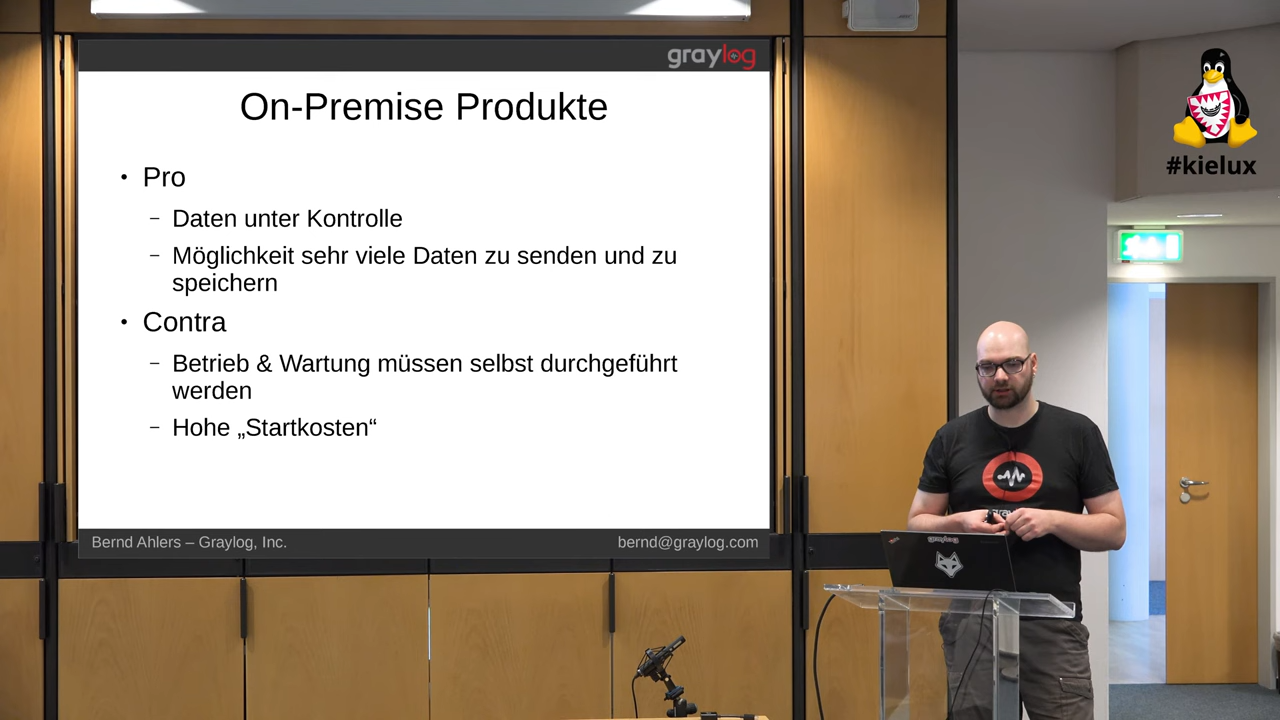 graylog
On-Premise Produkte
• Pro
– Daten unter Kontrolle
– Möglichkeit sehr viele Daten zu senden und zu
speichern
• Contra
– Betrieb & Wartung müssen selbst durchgeführt
werden
– Hohe „Startkosten“
Bernd Ahlers – Graylog, Inc.
bernd@graylog.com
#kielux
Graylog